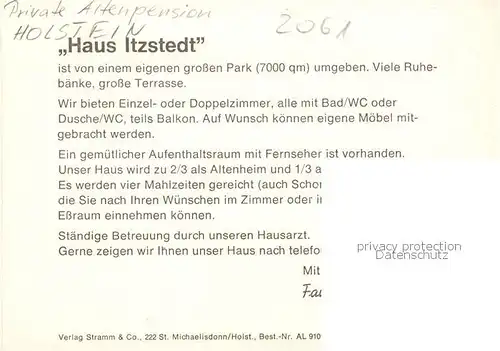 Private Altenpension
HOLSTEIN
2061
„Haus Itzstedt”
ist von einem eigenen großen Park (7000 qm) umgeben. Viele Ruhe-
bänke, große Terrasse.
Wir bieten Einzel- oder Doppelzimmer, alle mit Bad/WC oder
Dusche/WC, teils Balkon. Auf Wunsch können eigene Möbel mit-
gebracht werden.
Ein gemütlicher Aufenthaltsraum mit Fernseher ist vorhanden.
Unser Haus wird zu 2/3 als Altenheim und 1/3 a
Es werden vier Mahlzeiten gereicht (auch Schon
die Sie nach Ihren Wünschen im Zimmer oder in
Eßraum einnehmen können.
Ständige Betreuung durch unseren Hausarzt.
Gerne zeigen wir Ihnen unser Haus nach telefo
Mit
privacy protection
Datenschutz
Verlag Stramm & Co., 222 St. Michaelisdonn/Holst., Best.-Nr. AL 910